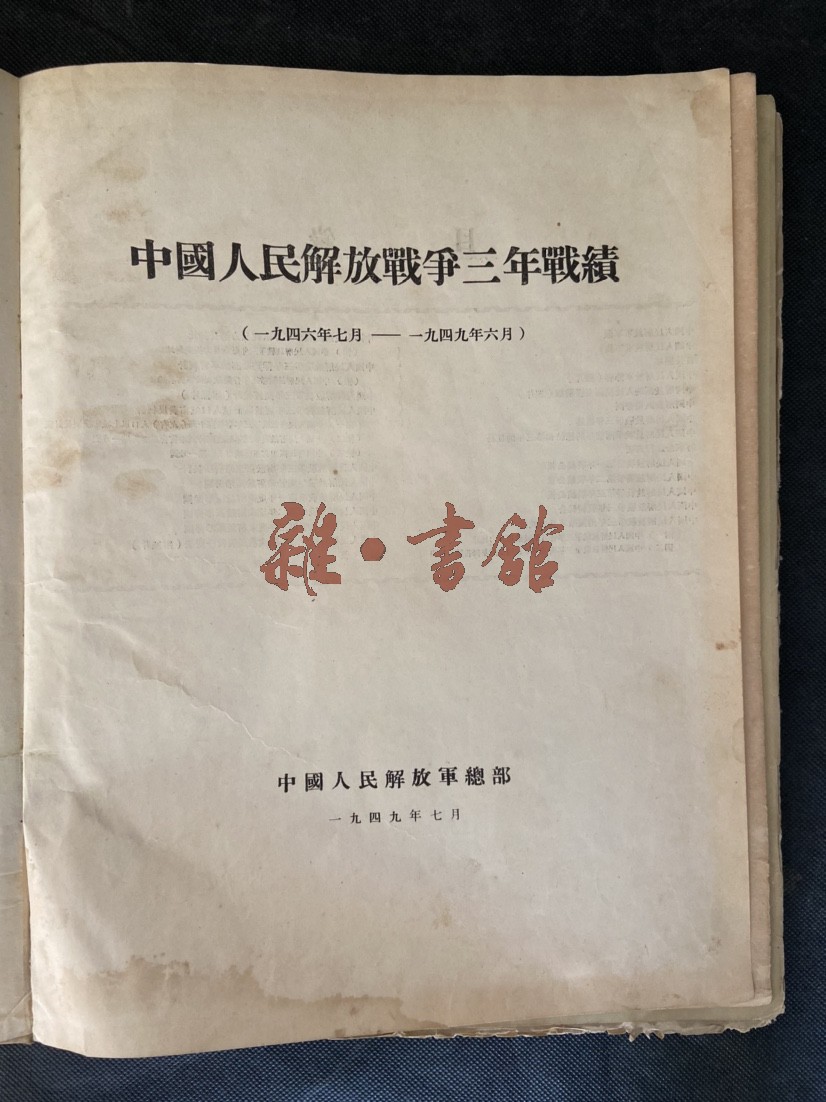 中國人民解放戰爭三年戰績
（一九四六年七月——一九四九年六月）
雜·書館
中國人民解放軍總部
一九四九年七月